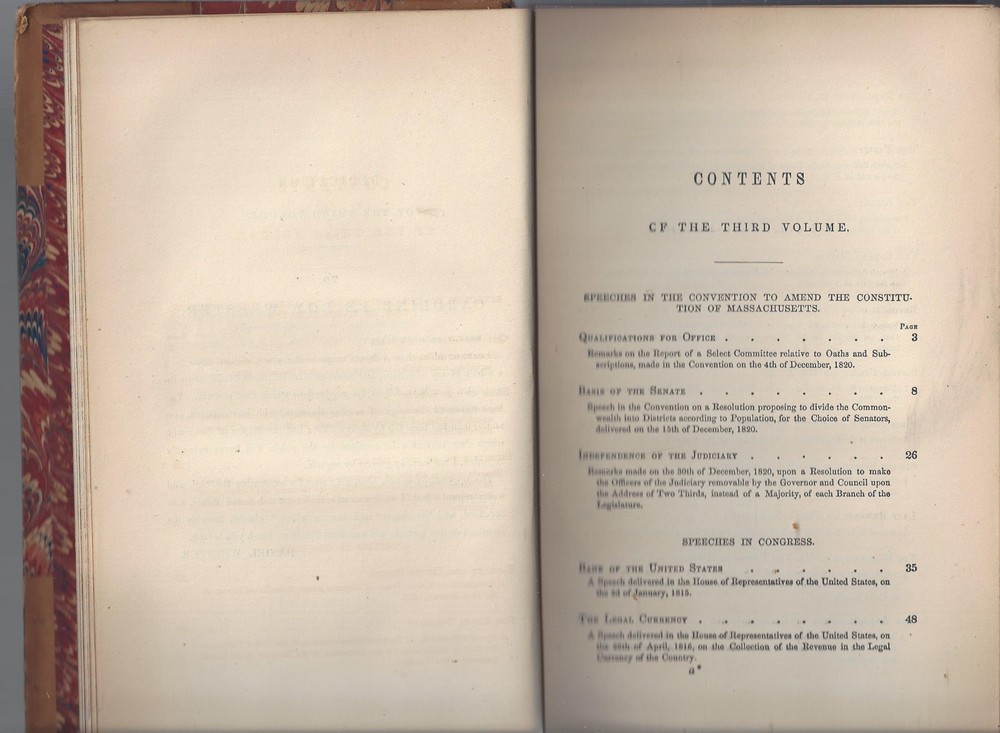 CONTENTS
OF THE THIRD VOLUME.
SPEECHES IN THE CONVENTION TO AMEND THE CONSTITU-
TION OF MASSACHUSETTS.
PAGE
QUALIFICATIONS FOR OFFICE . . . . . . . 3
Remarks on the Report of a Select Committee relative to Oaths and Sub-
scriptions, made in the Convention on the 4th of December, 1820.
BASIS OF THE SENATE . . . . . . . . 8
Speech in the Convention on a Resolution proposing to divide the Common-
wealth into Districts according to Population, for the Choice of Senators,
delivered on the 15th of December, 1820.
INDEPENDENCE OF THE JUDICIARY . . . . . . 26
Remarks made on the 30th of December, 1820, upon a Resolution to make
the Officers of the Judiciary removable by the Governor and Council upon
the Address of Two Thirds, instead of a Majority, of each Branch of the
Legislature.
SPEECHES IN CONGRESS.
BANK OF THE UNITED STATES . . . . . . 35
A Speech delivered in the House of Representatives of the United States, on
the 2d of January, 1815.
THE LEGAL CURRENCY . . . . . . . . 48
A Speech delivered in the House of Representatives of the United States, on
the of April, 1816, on the Collection of the Revenue in the Legal
Currency of the Country.
a*